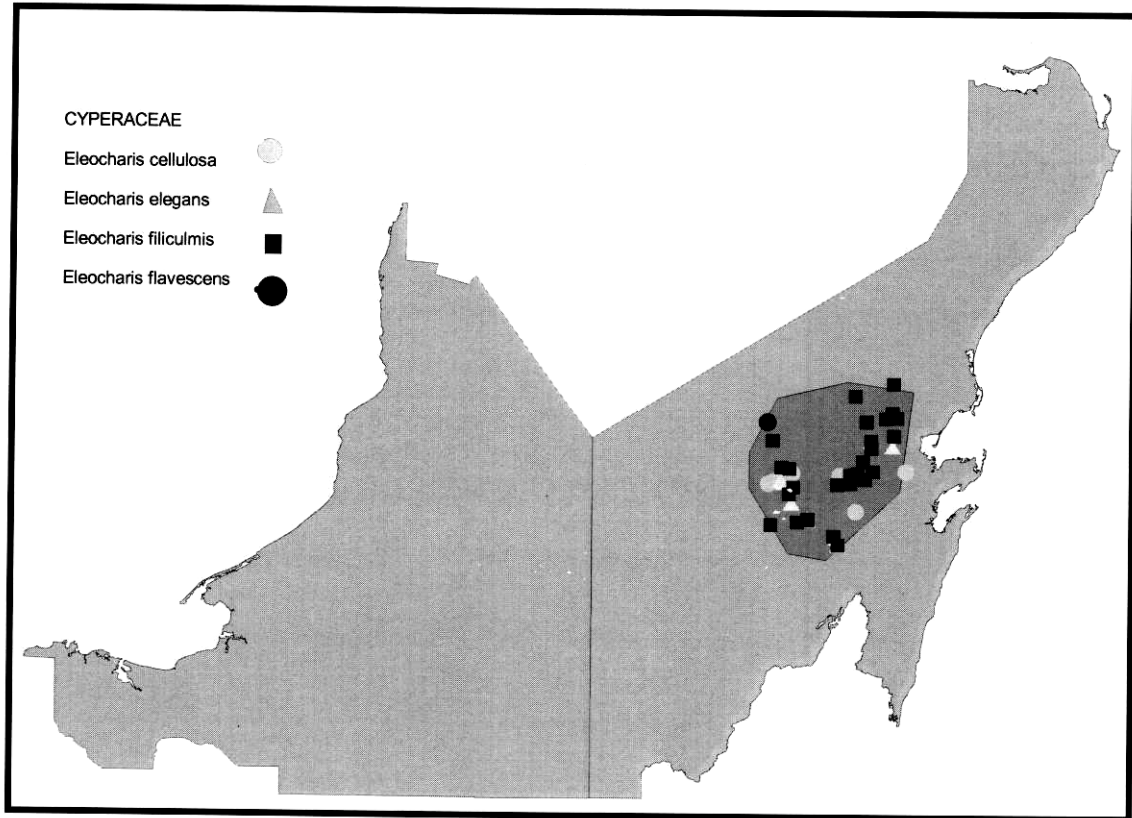 CYPERACEAE
Eleocharis cellulosa
Eleocharis elegans
Eleocharis filiculmis
Eleocharis flavescens